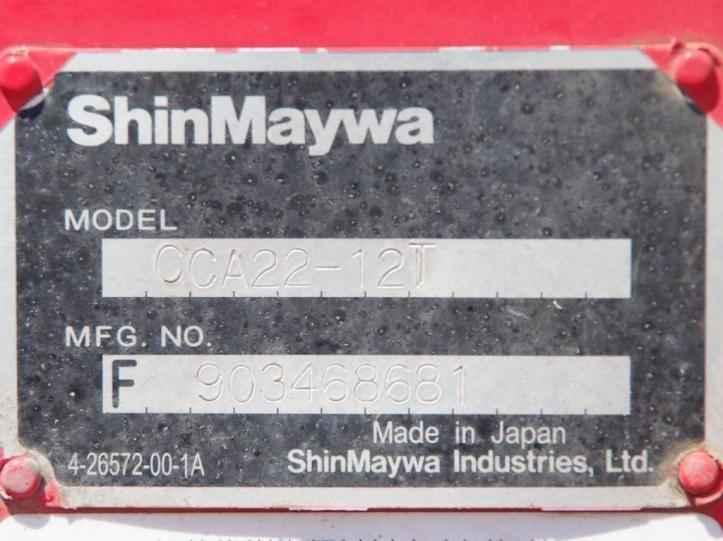 ShinMaywa
MODEL
CCA22-12T
MFG. NO.
F 903468681
Made in Japan
4-26572-00-1A
ShinMaywa Industries, Ltd.